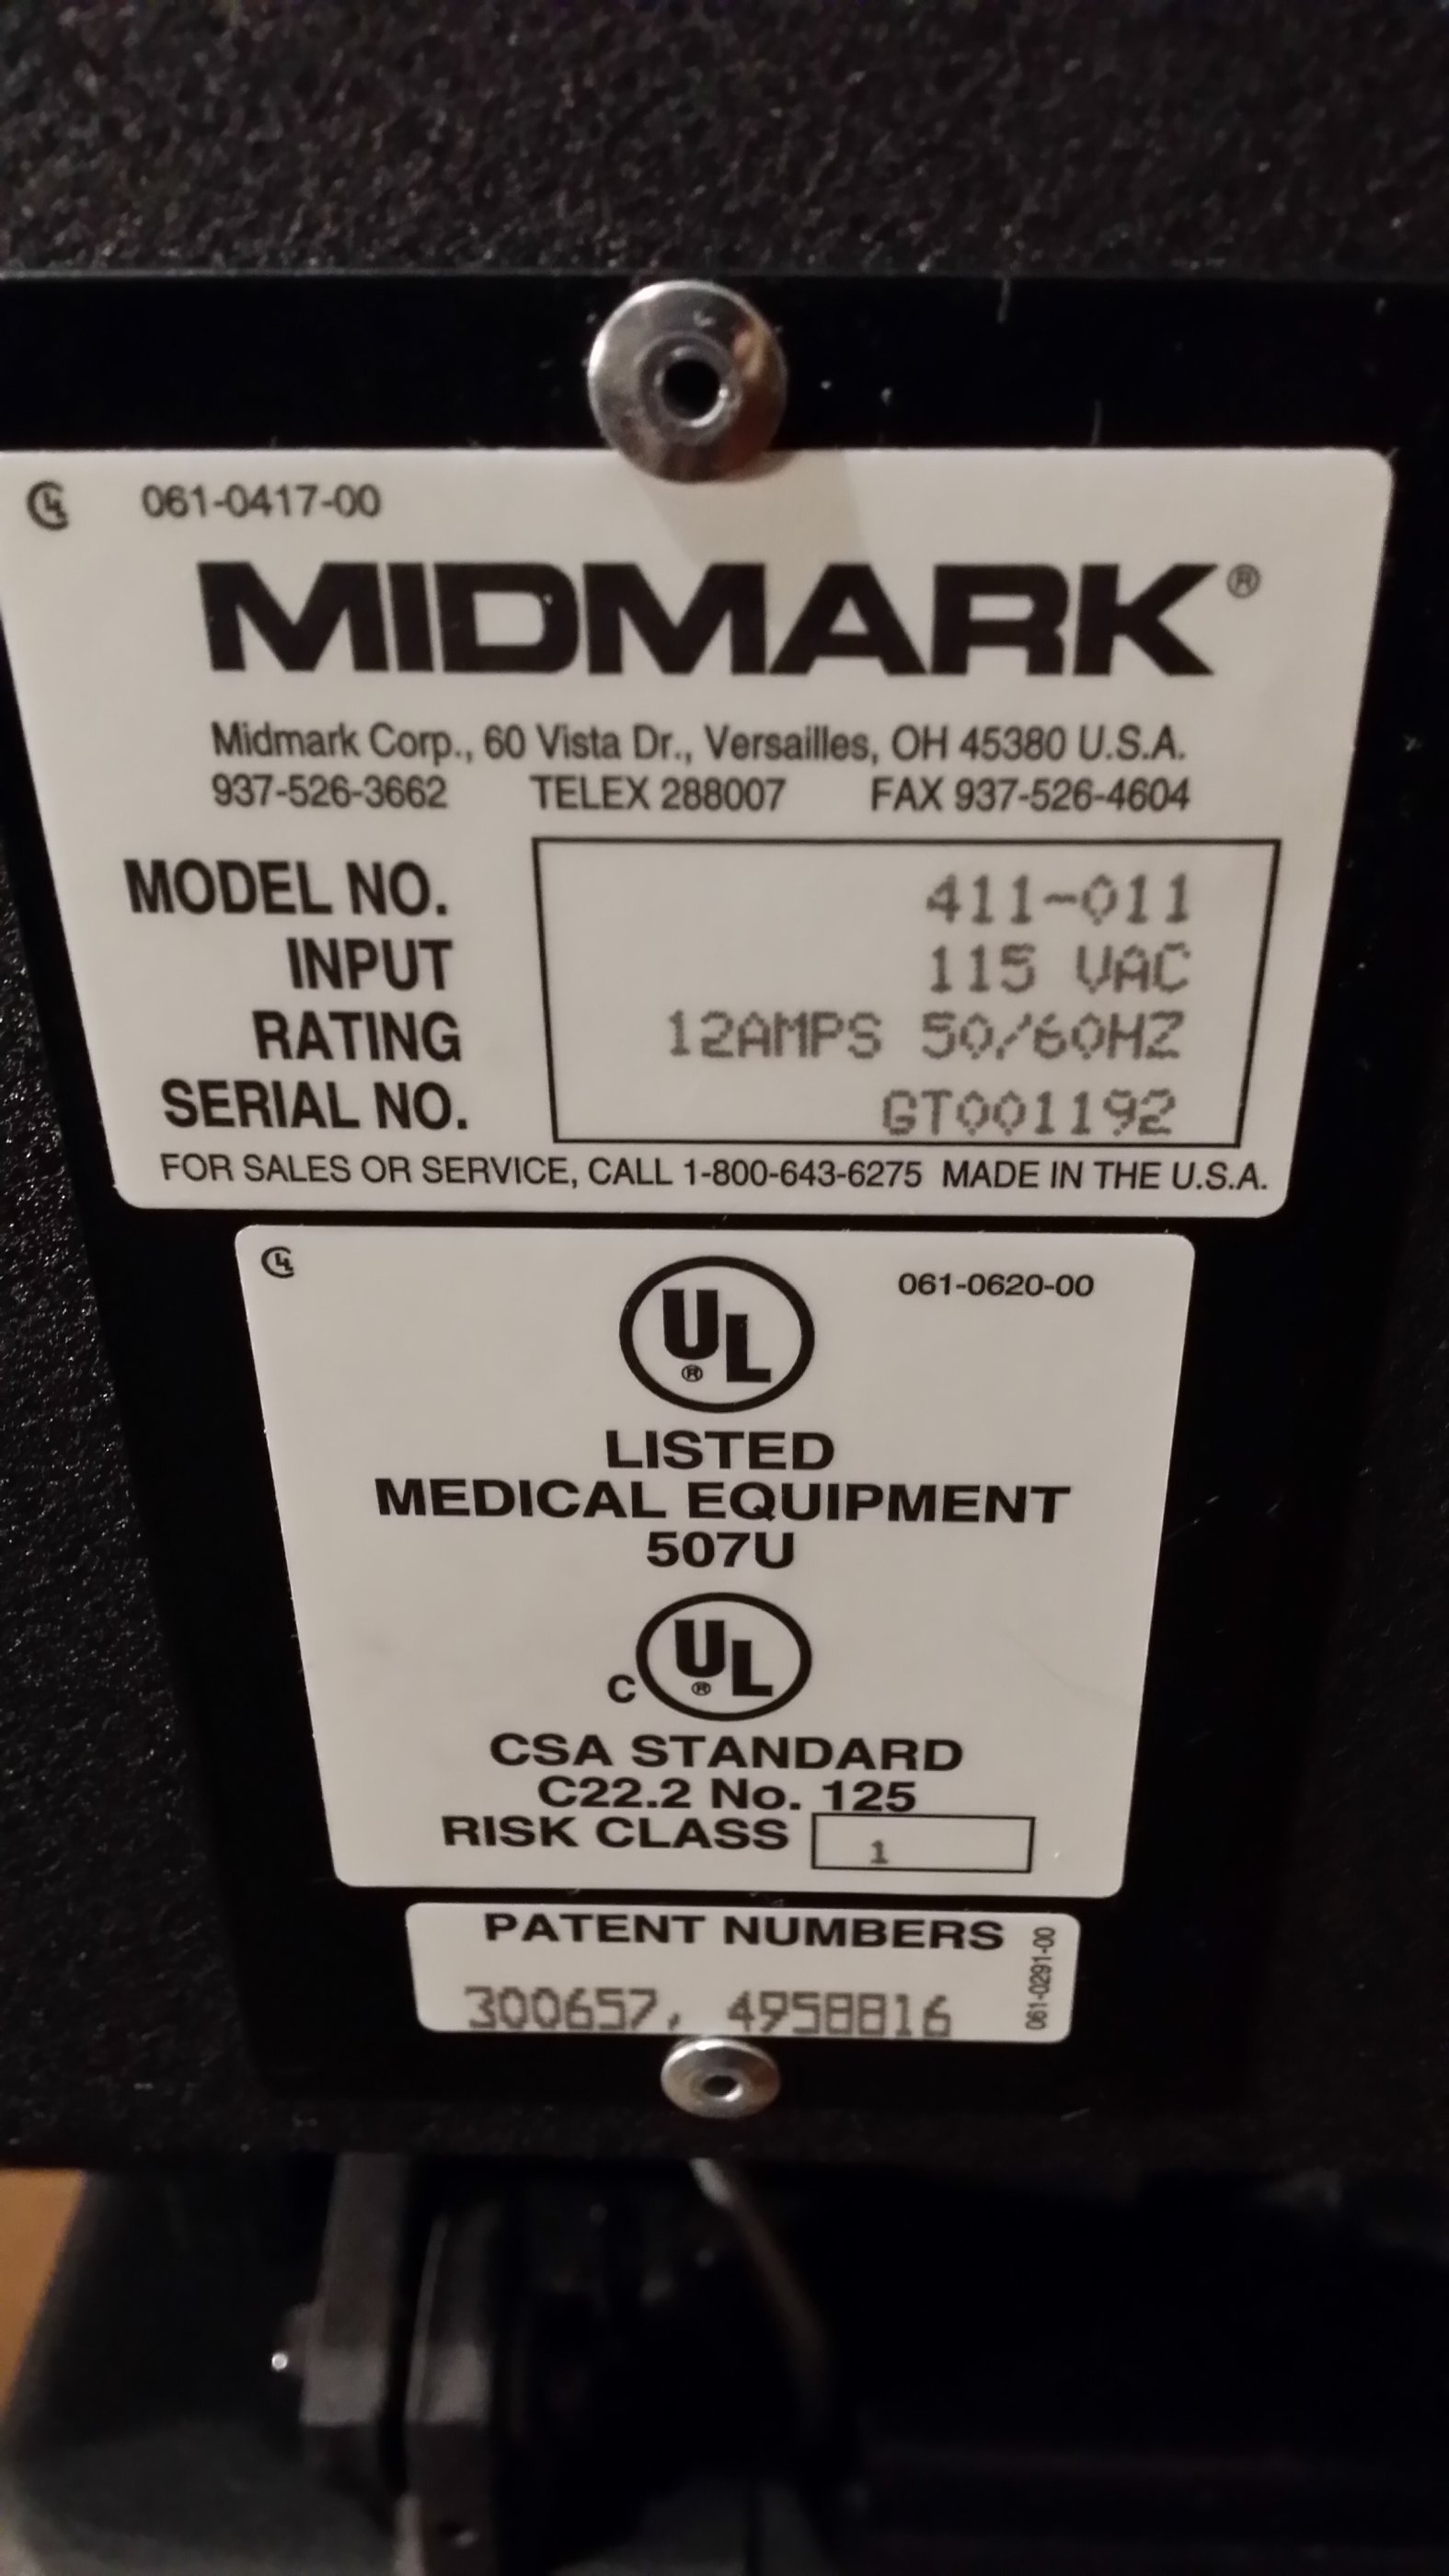 061-0417-00
MIDMARK®
Midmark Corp., 60 Vista Dr., Versailles, OH 45380 U.S.A.
937-526-3662 TELEX 288007 FAX 937-526-4604
MODEL NO. 411-011
INPUT 115 VAC
RATING 12AMPS 50/60HZ
SERIAL NO. GT001192
FOR SALES OR SERVICE, CALL 1-800-643-6275 MADE IN THE U.S.A.
061-0620-00
UL®
LISTED
MEDICAL EQUIPMENT
507U
C UL®
CSA STANDARD
C22.2 No. 125
RISK CLASS 1
PATENT NUMBERS
300657, 4958816
061-0291-00